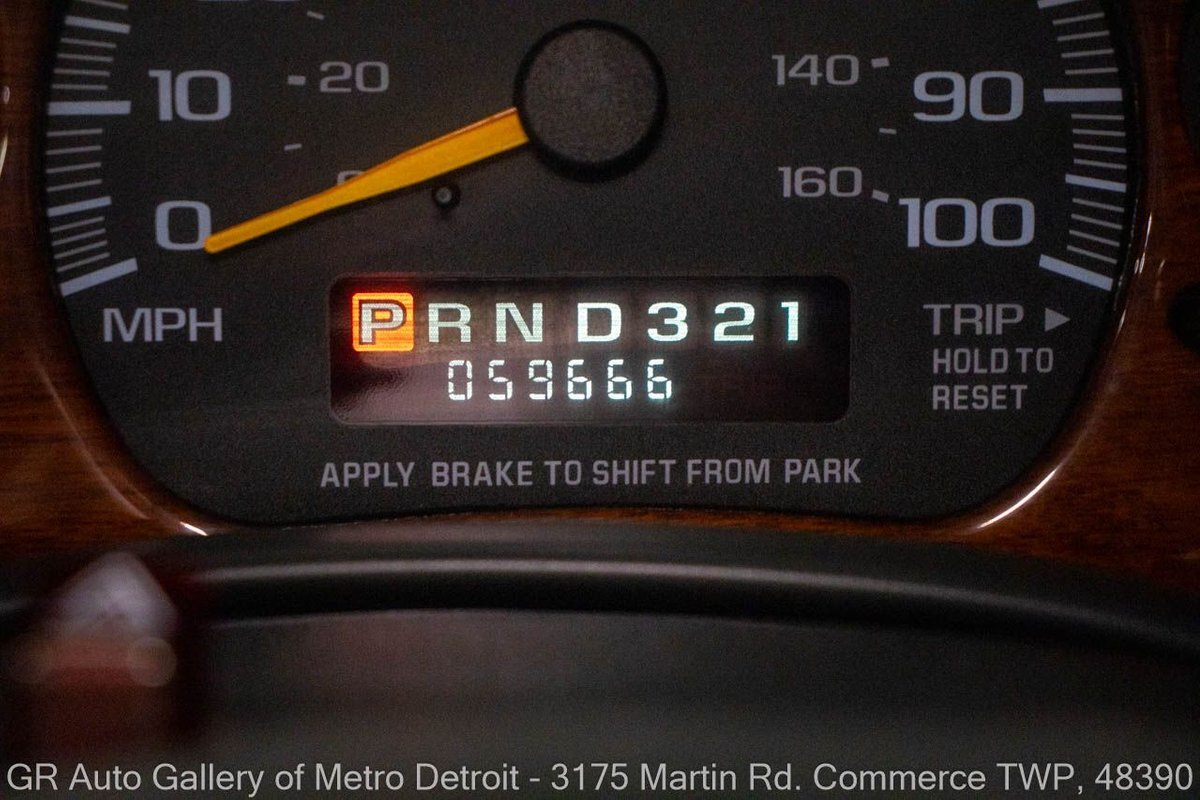 10 20 140 90
160
0 100
MPH
PRND321
059666
TRIP ▶
HOLD TO
RESET
APPLY BRAKE TO SHIFT FROM PARK
GR Auto Gallery of Metro Detroit - 3175 Martin Rd. Commerce TWP, 48390